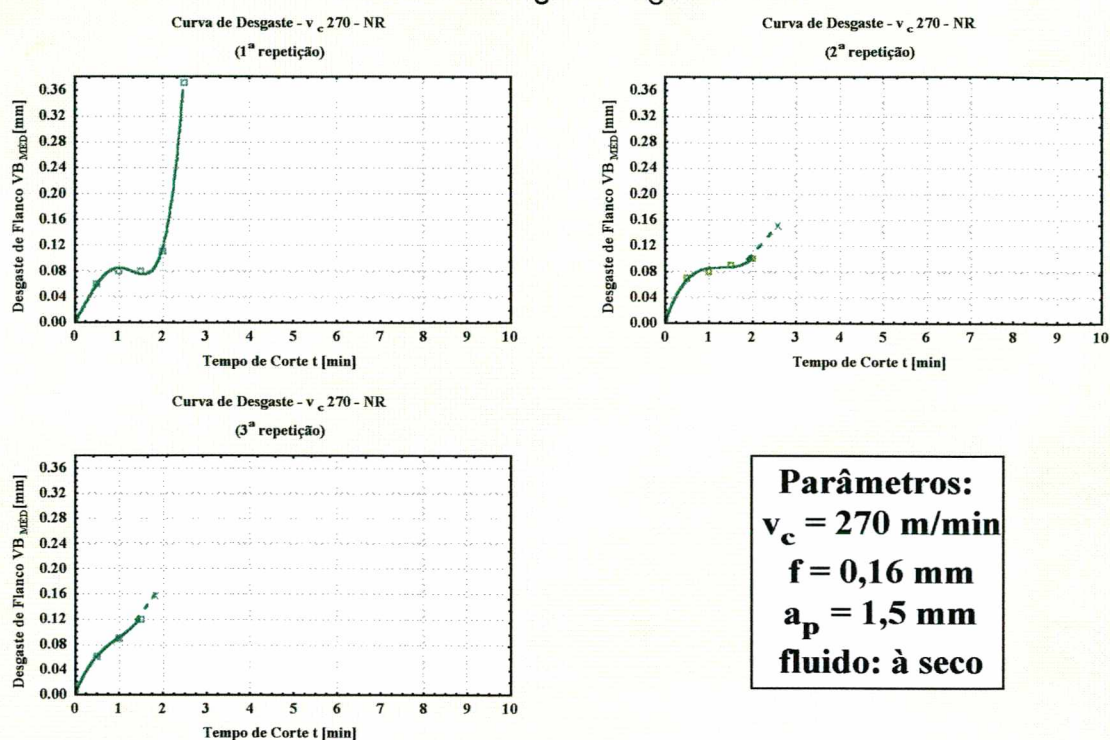 Curva de Desgaste - v c 270 - NR
(1ª repetição)
Desgaste de Flanco VB MÉD [mm]
0.36
0.32
0.28
0.24
0.20
0.16
0.12
0.08
0.04
0.00
0 1 2 3 4 5 6 7 8 9 10
Tempo de Corte t [min]
Curva de Desgaste - v c 270 - NR
(2ª repetição)
Desgaste de Flanco VB MÉD [mm]
0.36
0.32
0.28
0.24
0.20
0.16
0.12
0.08
0.04
0.00
0 1 2 3 4 5 6 7 8 9 10
Tempo de Corte t [min]
Curva de Desgaste - v c 270 - NR
(3ª repetição)
Desgaste de Flanco VB MÉD [mm]
0.36
0.32
0.28
0.24
0.20
0.16
0.12
0.08
0.04
0.00
0 1 2 3 4 5 6 7 8 9 10
Tempo de Corte t [min]
Parâmetros:
v c = 270 m/min
f = 0,16 mm
a p = 1,5 mm
fluido: à seco